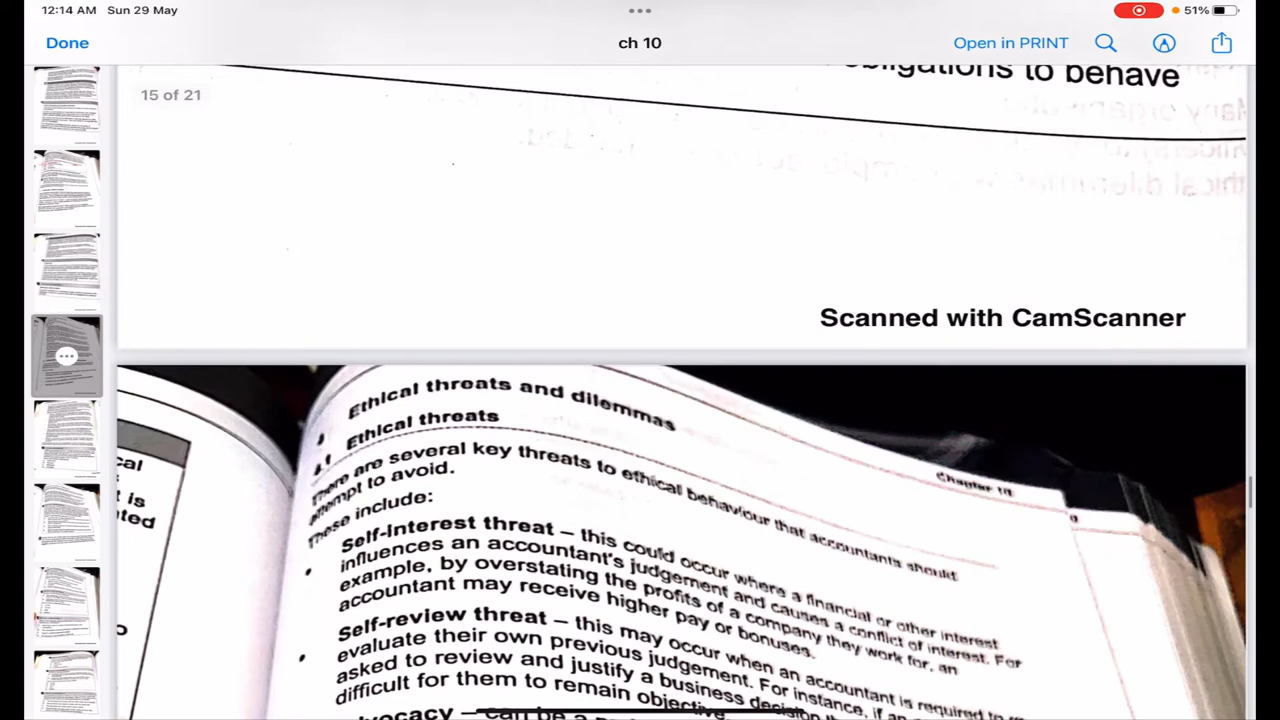 12:14 AM Sun 29 May
51%
Done
ch 10
Open in PRINT
15 of 21
obligations to behave
Scanned with CamScanner
Chapter 10
Ethical threats and dilemmas
4.1 Ethical threats
There are several key threats to ethical behaviour that accountants should
attempt to avoid.
These include:
• Self-interest threat – this could occur where a financial or other interest
influences an accountant's judgement and causes a conflict of interest. For
example, by overstating the profits of a company they work for, an
accountant may receive higher pay or bonuses.
• Self-review threat – this may occur when an accountant is required to
evaluate their own previous judgement. For instance, if an
asked to review and justify a business decision
difficult for them to remain objective.
can be a